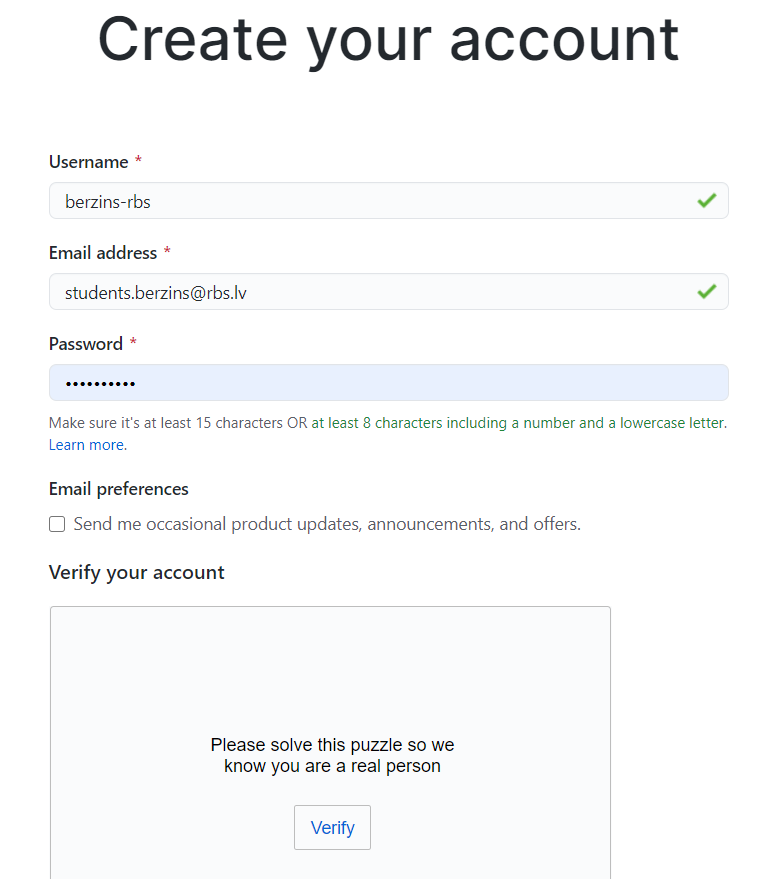 Create your account
Username *
berzins-rbs
Email address *
students.berzins@rbs.lv
Password *
••••••••••
Make sure it's at least 15 characters OR at least 8 characters including a number and a lowercase letter.
Learn more.
Email preferences
Send me occasional product updates, announcements, and offers.
Verify your account
Please solve this puzzle so we
know you are a real person
Verify